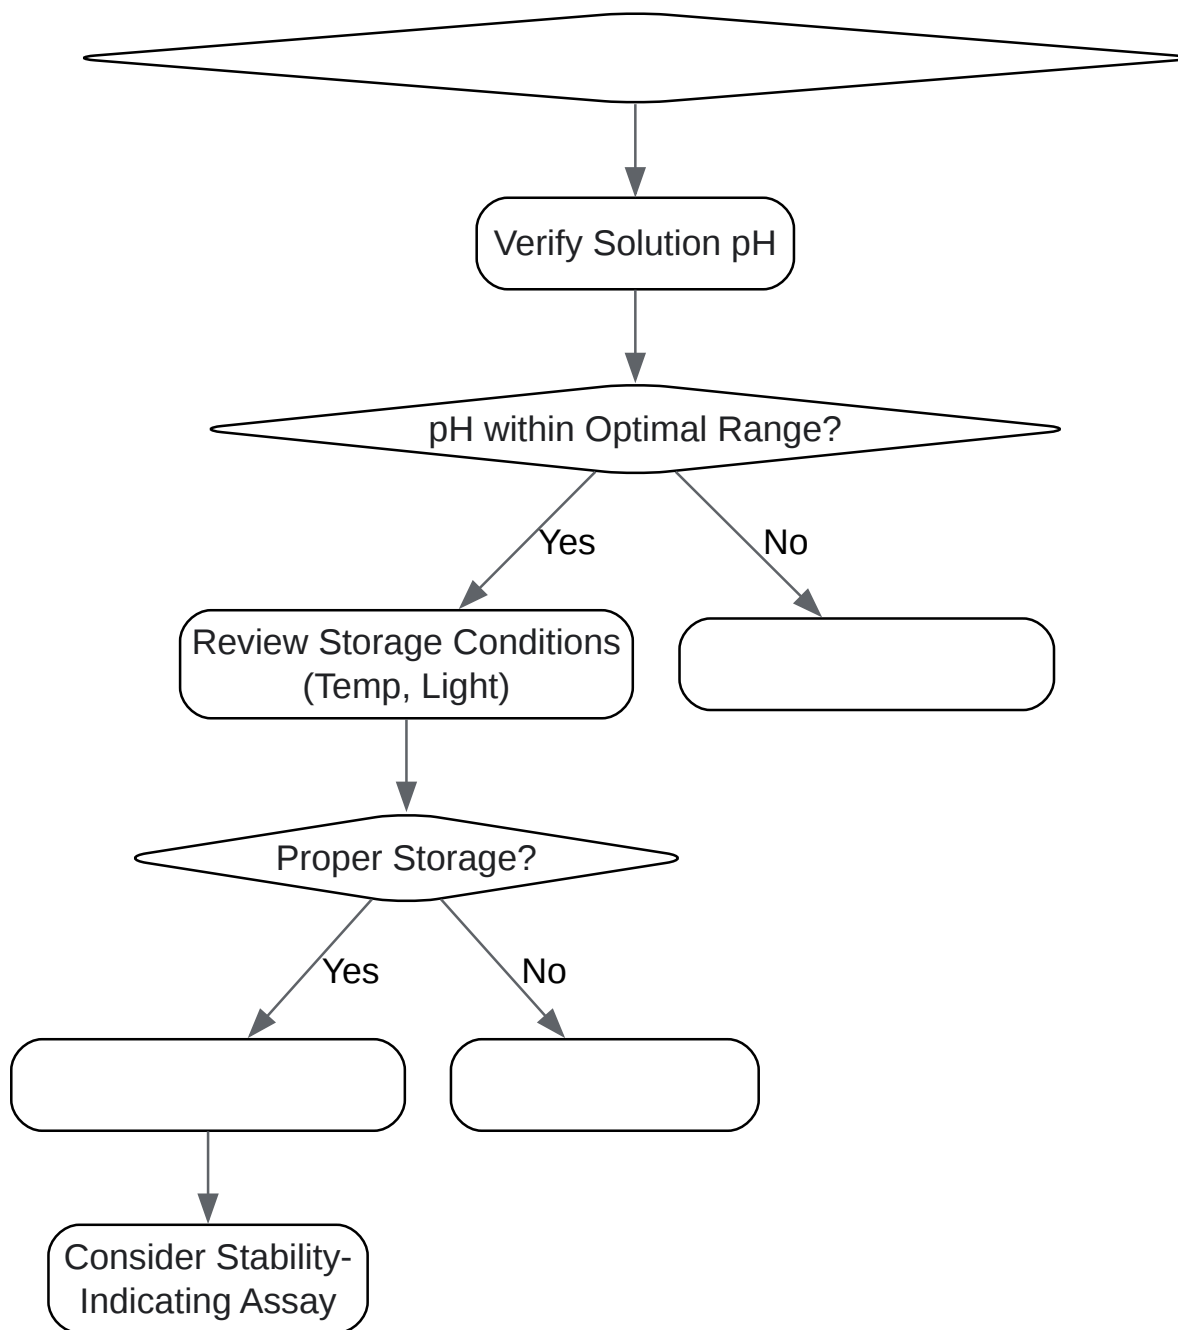 Verify Solution pH
pH within Optimal Range?
Yes
No
Review Storage Conditions
(Temp, Light)
Proper Storage?
Yes
No
Consider Stability-
Indicating Assay